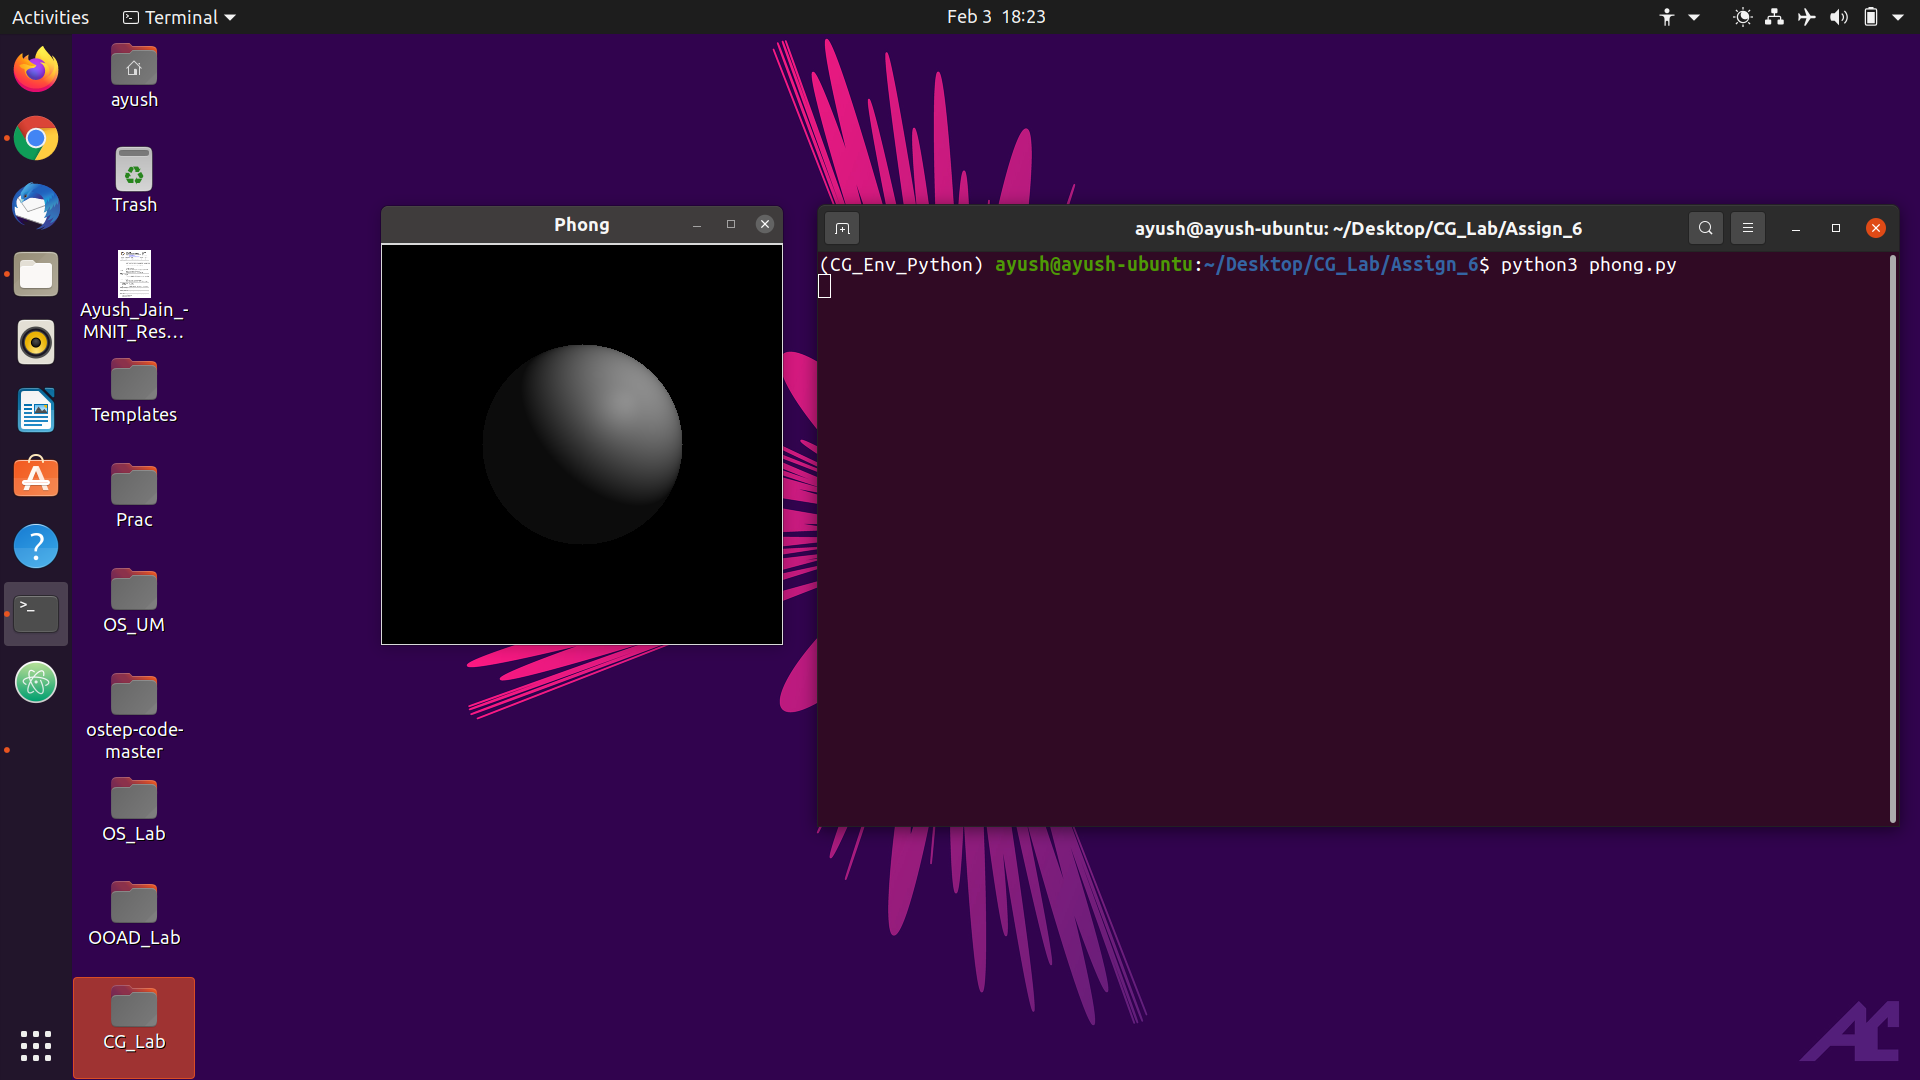 Activities
Terminal
Feb 3 18:23
ayush
Trash
Ayush_Jain_-
MNIT_Res...
Templates
Prac
OS_UM
ostep-code-
master
OS_Lab
OOAD_Lab
CG_Lab
Phong
ayush@ayush-ubuntu: ~/Desktop/CG_Lab/Assign_6
(CG_Env_Python) ayush@ayush-ubuntu:~/Desktop/CG_Lab/Assign_6$ python3 phong.py